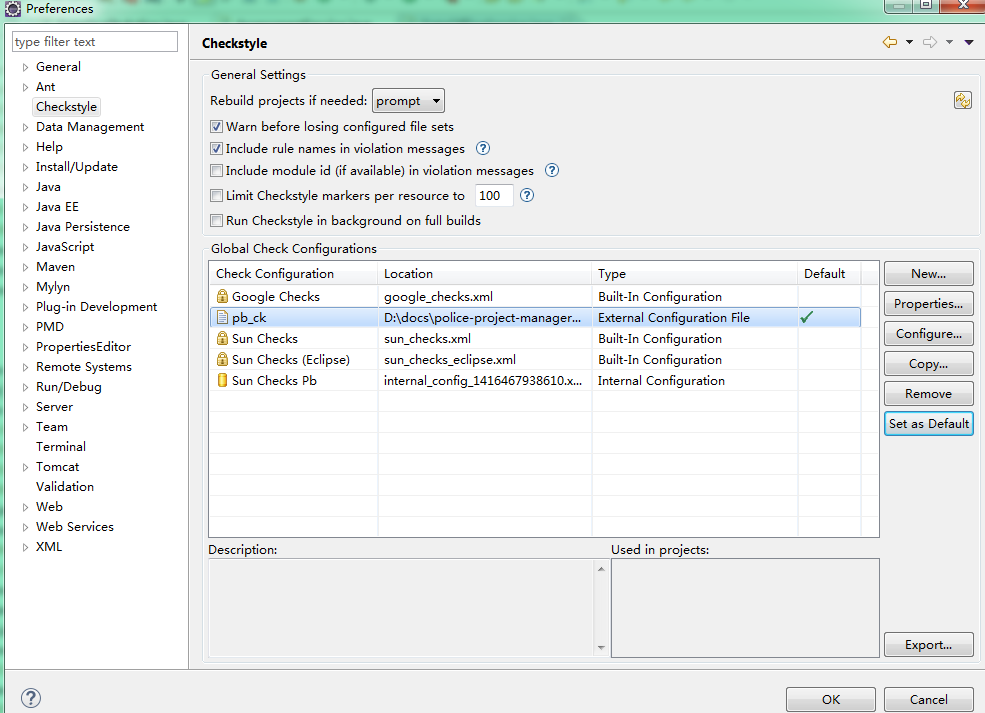 Preferences
type filter text
General
Ant
Checkstyle
Data Management
Help
Install/Update
Java
Java EE
Java Persistence
JavaScript
Maven
Mylyn
Plug-in Development
PMD
PropertiesEditor
Remote Systems
Run/Debug
Server
Team
Terminal
Tomcat
Validation
Web
Web Services
XML
Checkstyle
General Settings
Rebuild projects if needed: prompt
Warn before losing configured file sets
Include rule names in violation messages ?
Include module id (if available) in violation messages ?
Limit Checkstyle markers per resource to 100 ?
Run Checkstyle in background on full builds
Global Check Configurations
Check Configuration Location Type Default
Google Checks google_checks.xml Built-In Configuration
pb_ck D:\docs\police-project-manager... External Configuration File
Sun Checks sun_checks.xml Built-In Configuration
Sun Checks (Eclipse) sun_checks_eclipse.xml Built-In Configuration
Sun Checks Pb internal_config_1416467938610.x... Internal Configuration
New...
Properties...
Configure...
Copy...
Remove
Set as Default
Description: Used in projects:
Export...
? OK Cancel